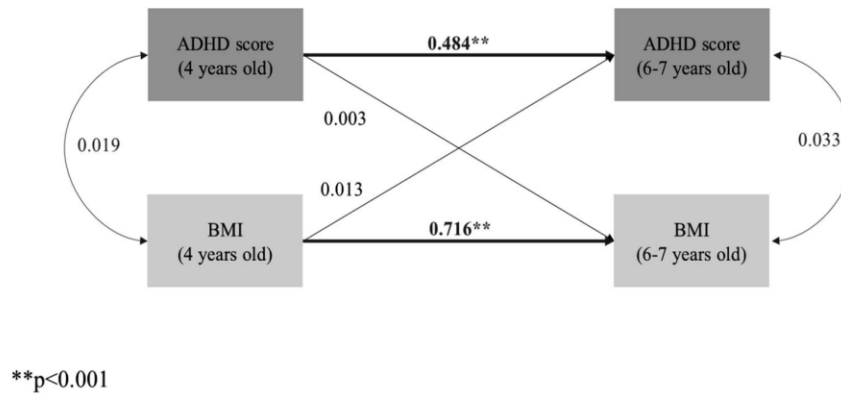 ADHD score
(4 years old)
0.484**
ADHD score
(6-7 years old)
0.003
0.019
0.033
0.013
BMI
(4 years old)
0.716**
BMI
(6-7 years old)
**p<0.001